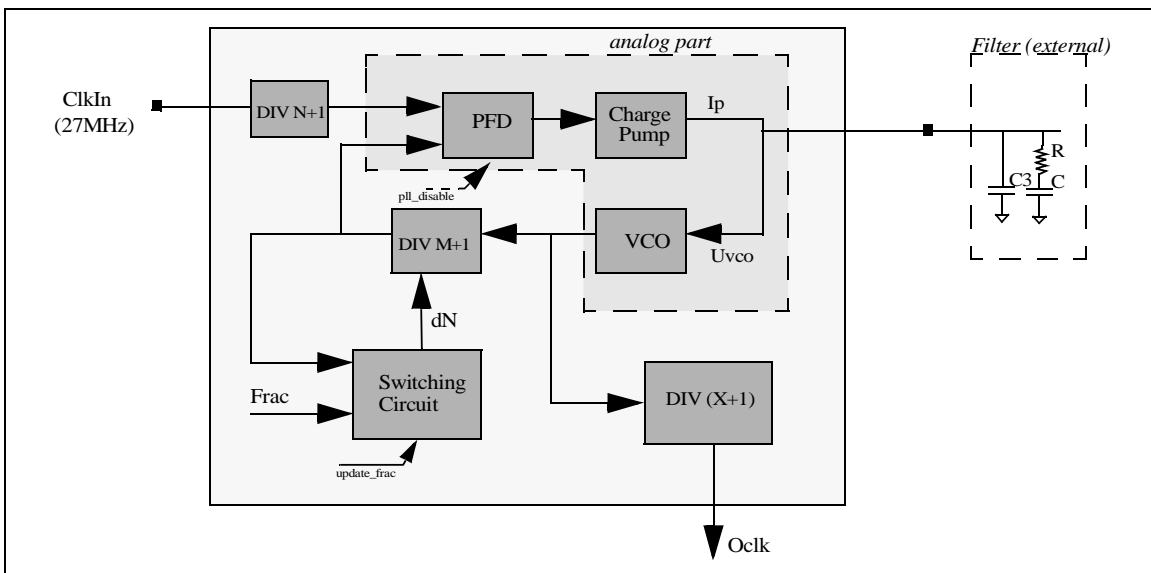 analog part
Filter (external)
ClkIn
(27MHz)
DIV N+1
PFD
Charge
Pump
Ip
R
C3
C
pll_disable
DIV M+1
VCO
Uvco
dN
Switching
Circuit
Frac
DIV (X+1)
update_frac
Oclk